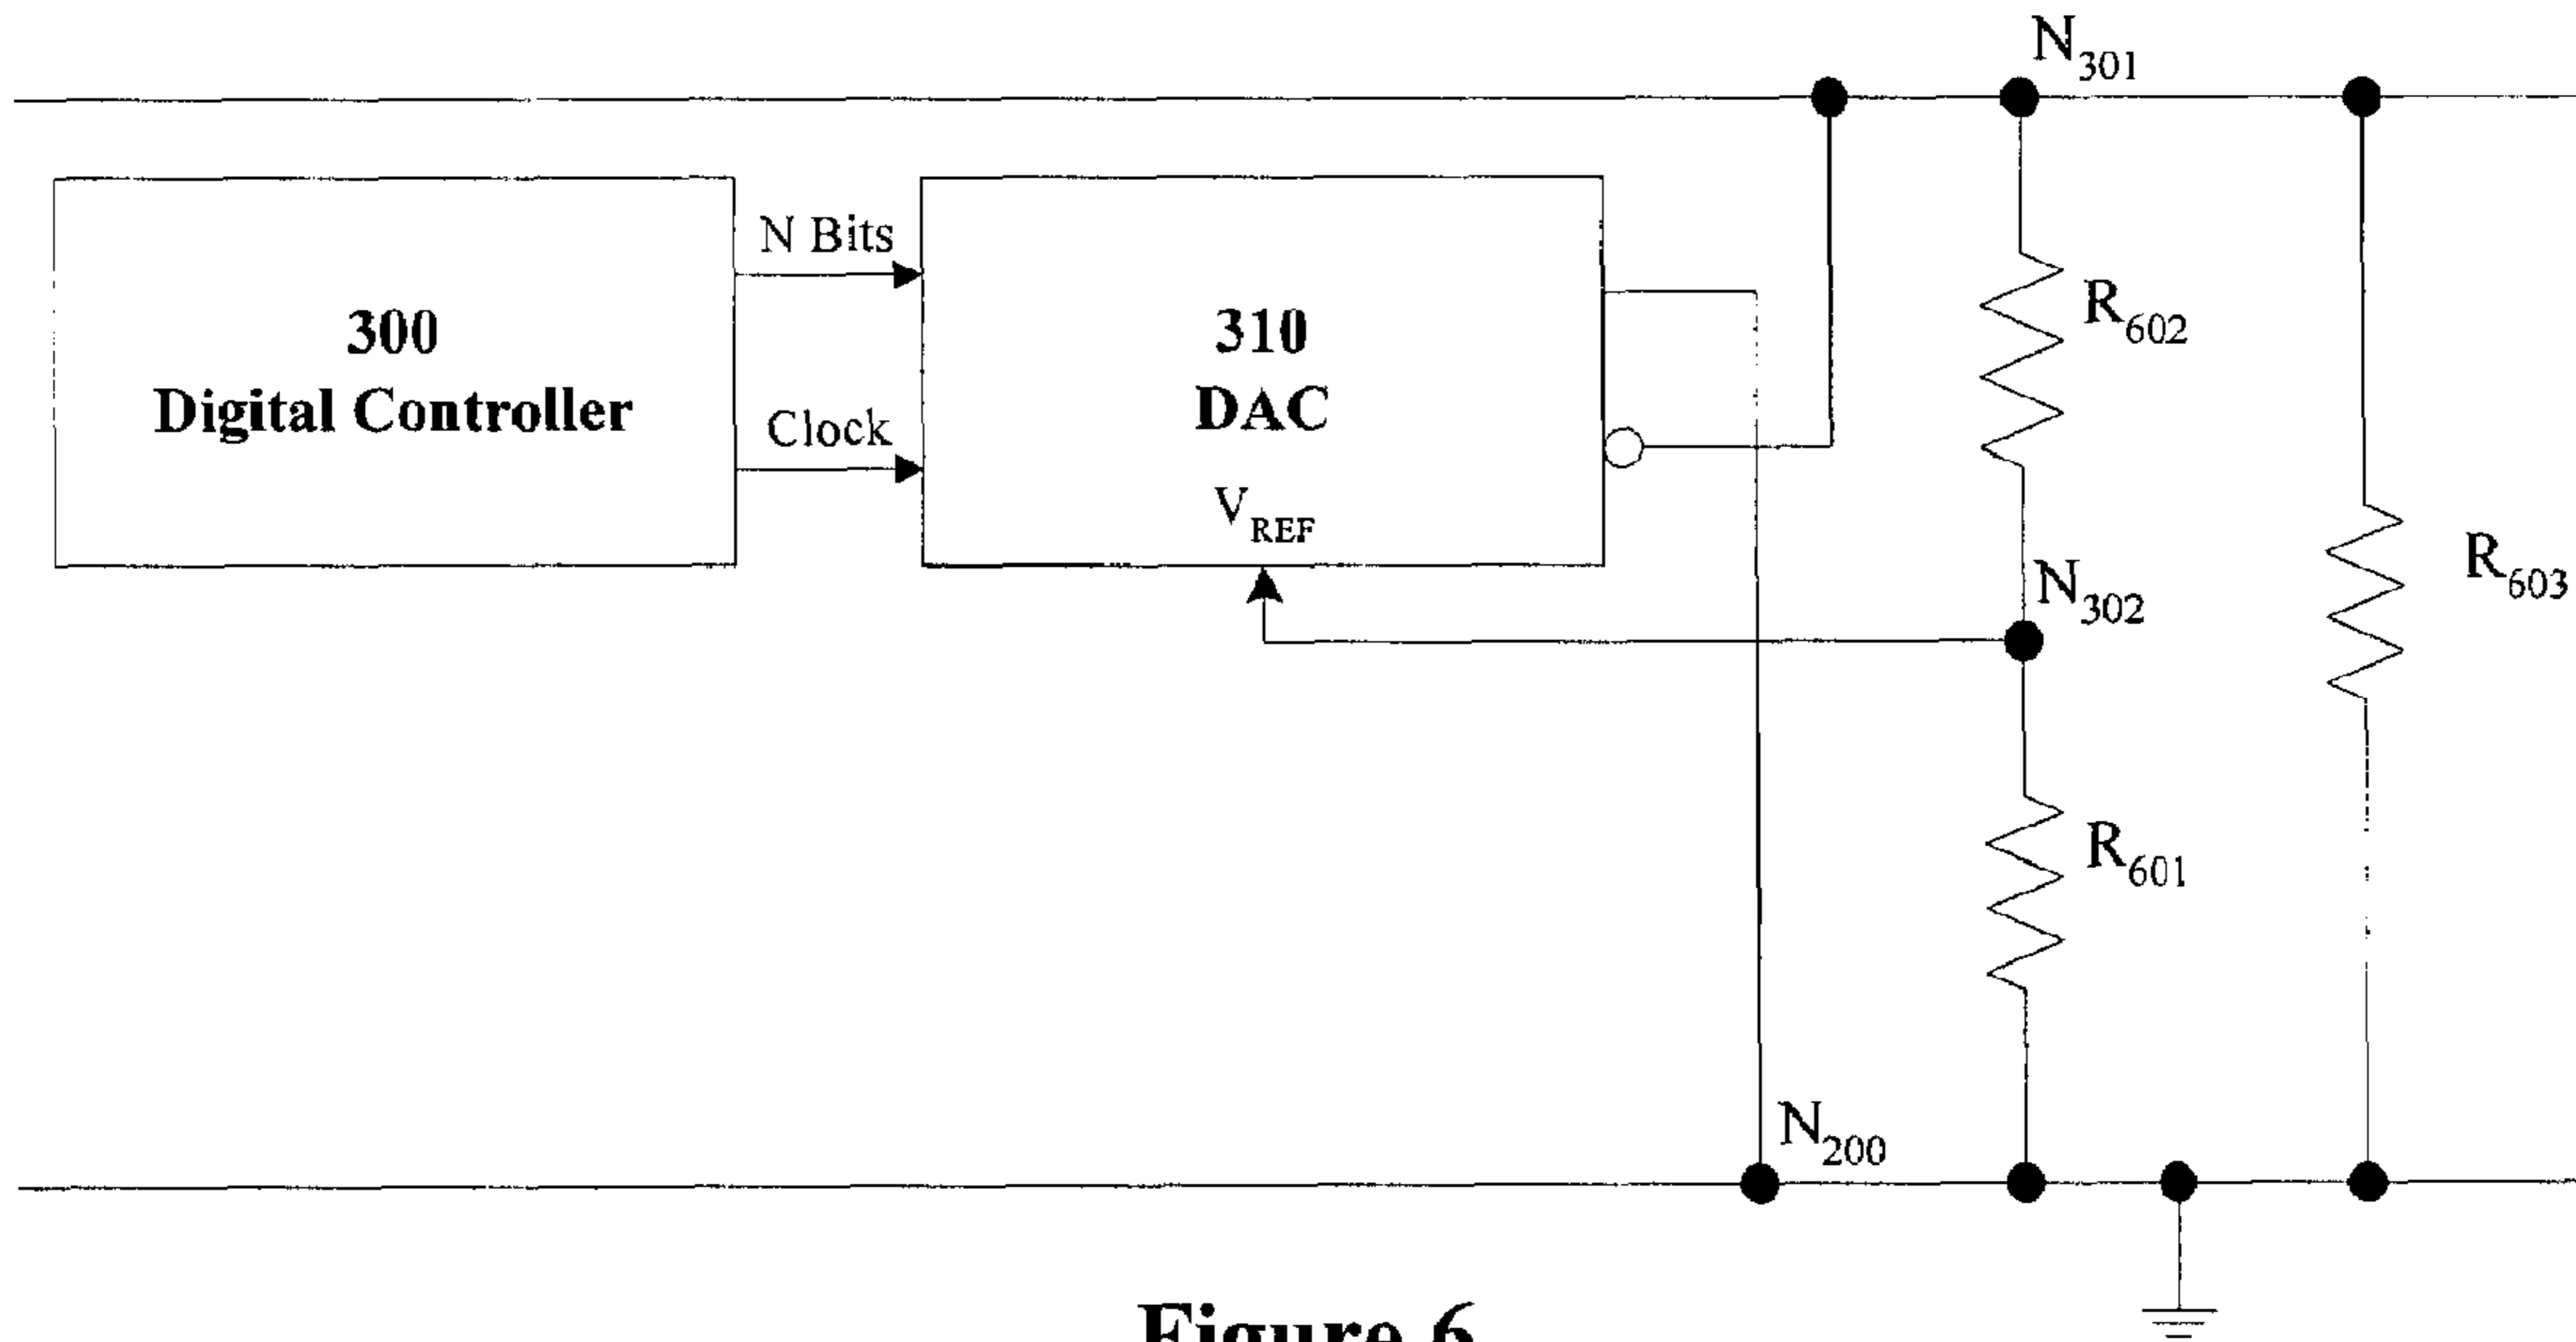 N301
N Bits
300
Digital Controller
Clock
310
DAC
VREF
R602
N302
R603
R601
N200
Figure 6